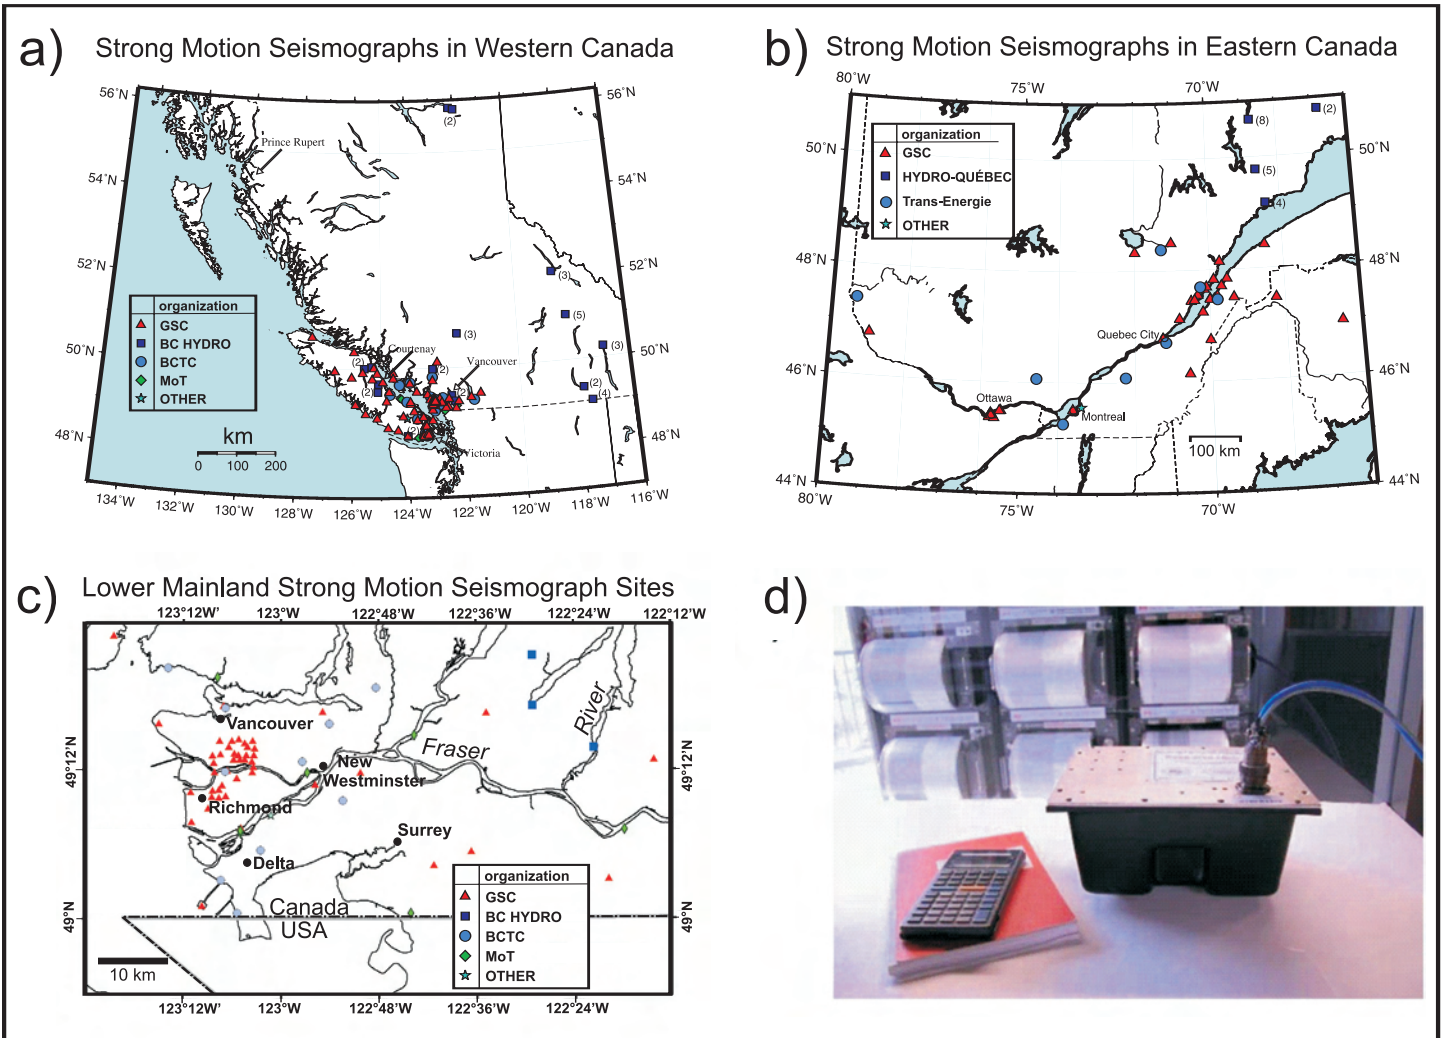 a)
Strong Motion Seismographs in Western Canada
56°N
56°N
(2)
Prince Rupert
54°N
54°N
52°N
52°N
(3)
(5)
organization
GSC
BC HYDRO
BCTC
MoT
OTHER
(3)
(3)
50°N
50°N
Courtenay
Vancouver
(2)
(2)
(2)
(2)
(2)
(4)
(2)
48°N
48°N
Victoria
km
0 100 200
134°W 132°W 130°W 128°W 126°W 124°W 122°W 120°W 118°W 116°W
b)
Strong Motion Seismographs in Eastern Canada
80°W
75°W
70°W
(2)
(8)
organization
GSC
HYDRO-QUÉBEC
Trans-Energie
OTHER
50°N
50°N
(5)
(4)
48°N
48°N
Quebec City
46°N
46°N
Ottawa
Montreal
100 km
44°N
44°N
80°W
75°W
70°W
c)
Lower Mainland Strong Motion Seismograph Sites
123°12W' 123°W 122°48'W 122°36'W 122°24'W 122°12'W
Vancouver
River
Fraser
49°12'N
49°12'N
New
Westminster
Richmond
Surrey
Delta
organization
GSC
BC HYDRO
BCTC
MoT
OTHER
49°N
49°N
Canada
USA
10 km
123°12'W 123°W 122°48'W 122°36'W 122°24'W
d)